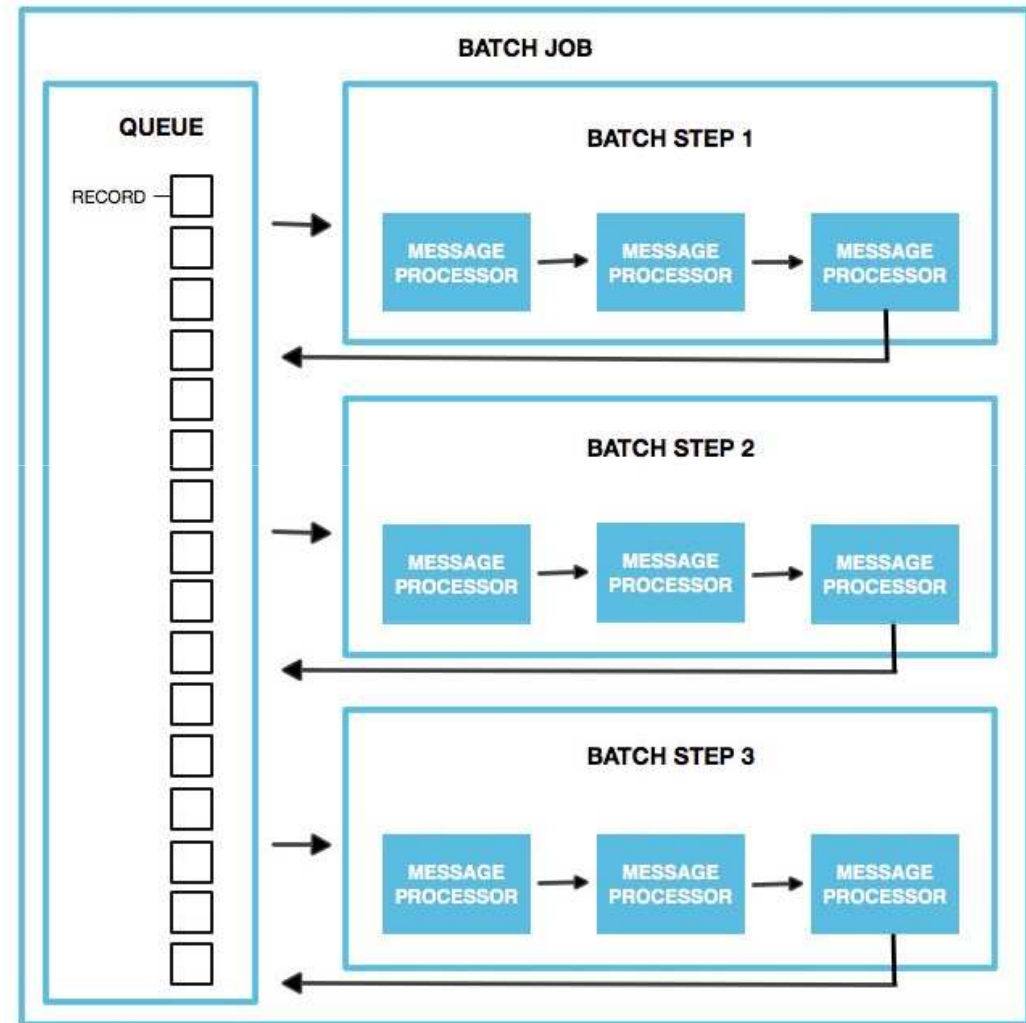 BATCH JOB
QUEUE
RECORD
BATCH STEP 1
MESSAGE
PROCESSOR
MESSAGE
PROCESSOR
MESSAGE
PROCESSOR
BATCH STEP 2
MESSAGE
PROCESSOR
MESSAGE
PROCESSOR
MESSAGE
PROCESSOR
BATCH STEP 3
MESSAGE
PROCESSOR
MESSAGE
PROCESSOR
MESSAGE
PROCESSOR